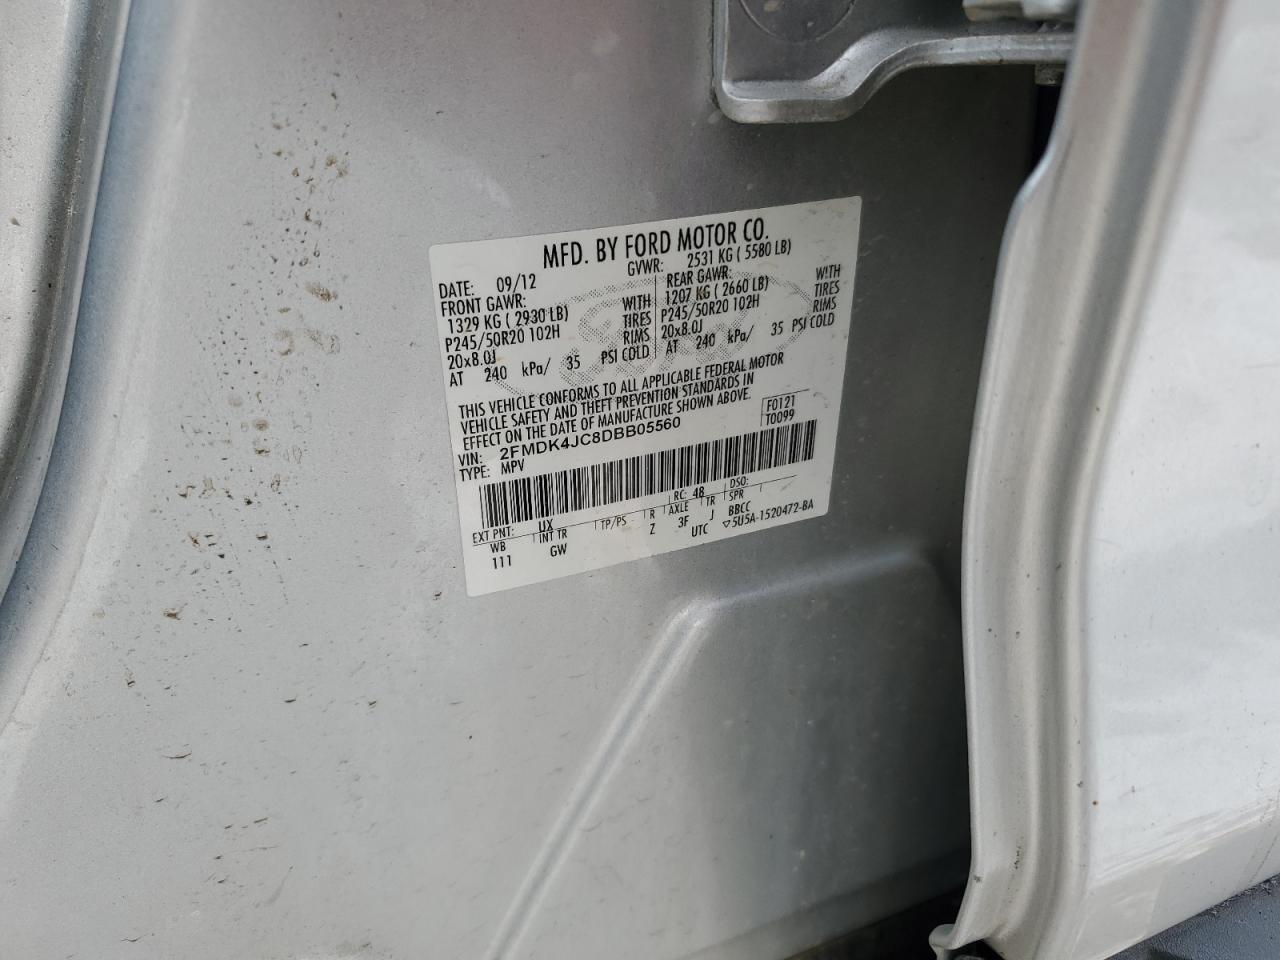 MFD. BY FORD MOTOR CO.
DATE: 09/12 GVWR: 2531 KG ( 5580 LB)
FRONT GAWR: REAR GAWR:
1329 KG ( 2930 LB) WITH 1207 KG ( 2660 LB) WITH
P245/50R20 102H TIRES P245/50R20 102H TIRES
20x8.0J RIMS 20x8.0J RIMS
AT 240 kPa/ 35 PSI COLD AT 240 kPa/ 35 PSI COLD
THIS VEHICLE CONFORMS TO ALL APPLICABLE FEDERAL MOTOR
VEHICLE SAFETY AND THEFT PREVENTION STANDARDS IN
EFFECT ON THE DATE OF MANUFACTURE SHOWN ABOVE.
F0121
T0099
VIN: 2FMDK4JC8DBB05560
TYPE: MPV
EXT PNT: UX RC: 48 DSO:
WB INT TR TP/PS R AXLE TR SPR
111 GW Z 3F J BBCC
UTC ▽5U5A-1520472-BA